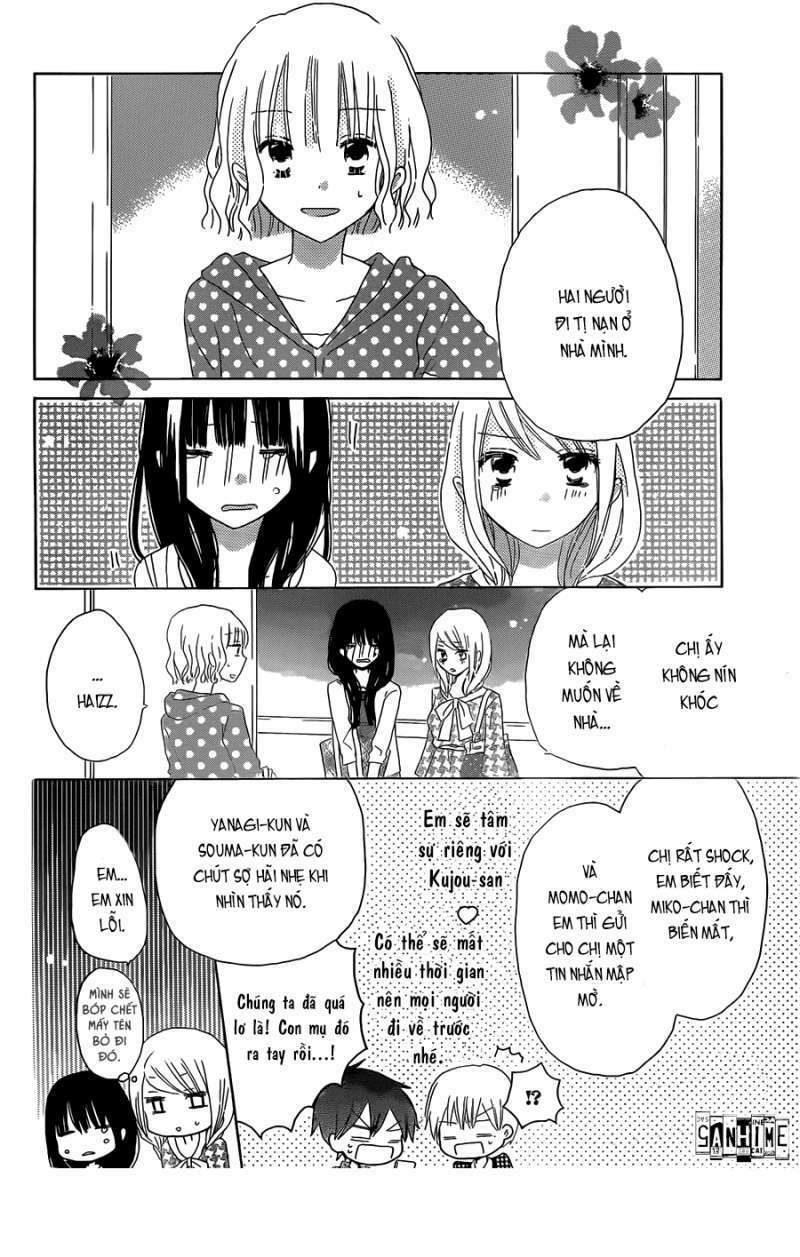 HAI NGƯỜI
ĐI TỊ NẠN Ở
NHÀ MÌNH.
CHỊ ẤY
KHÔNG NÍN
KHÓC
MÀ LẠI
KHÔNG
MUỐN VỀ
NHÀ...
...
HAIZZ.
CHỊ RẤT SHOCK,
EM BIẾT ĐẤY,
MIKO-CHAN THÌ
BIẾN MẤT,
VÀ
MOMO-CHAN
EM THÌ GỬI
CHO CHỊ MỘT
TIN NHẮN MẬP
MỜ.
Em sẽ tâm
sự riêng với
Kujou-san
Có thể sẽ mất
nhiều thời gian
nên mọi người
đi về trước
nhé.
YANAGI-KUN VÀ
SOUMA-KUN ĐÃ CÓ
CHÚT SỢ HÃI NHẸ KHI
NHÌN THẤY NÓ.
Chúng ta đã quá
lơ là! Con mụ đó
ra tay rồi...!
!?
EM...
EM XIN
LỖI.
MÌNH SẼ
BÓP CHẾT
MẤY TÊN
BỎ ĐI
ĐÓ.
SANHIME